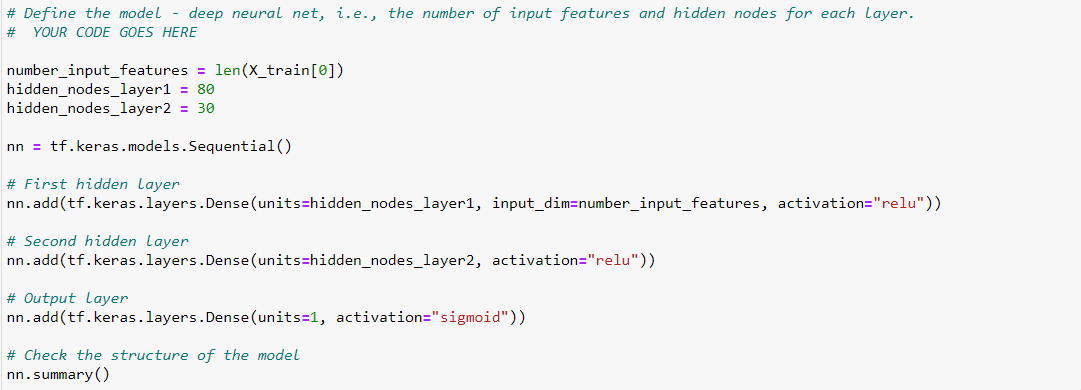 # Define the model - deep neural net, i.e., the number of input features and hidden nodes for each layer.
#  YOUR CODE GOES HERE
number_input_features = len(X_train[0])
hidden_nodes_layer1 = 80
hidden_nodes_layer2 = 30
nn = tf.keras.models.Sequential()
# First hidden layer
nn.add(tf.keras.layers.Dense(units=hidden_nodes_layer1, input_dim=number_input_features, activation="relu"))
# Second hidden layer
nn.add(tf.keras.layers.Dense(units=hidden_nodes_layer2, activation="relu"))
# Output layer
nn.add(tf.keras.layers.Dense(units=1, activation="sigmoid"))
# Check the structure of the model
nn.summary()